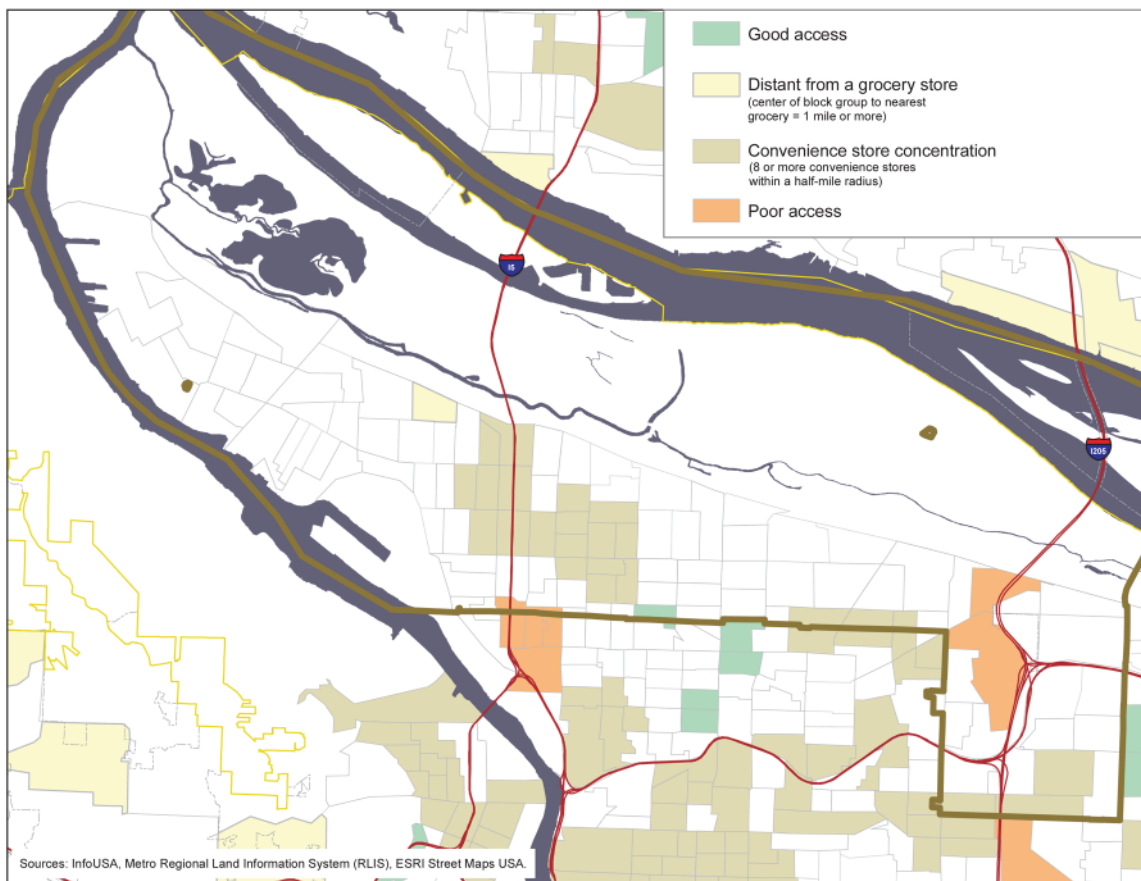 Good access
Distant from a grocery store
(center of block group to nearest
grocery = 1 mile or more)
Convenience store concentration
(8 or more convenience stores
within a half-mile radius)
Poor access
I5
I205
Sources: InfoUSA, Metro Regional Land Information System (RLIS), ESRI Street Maps USA.